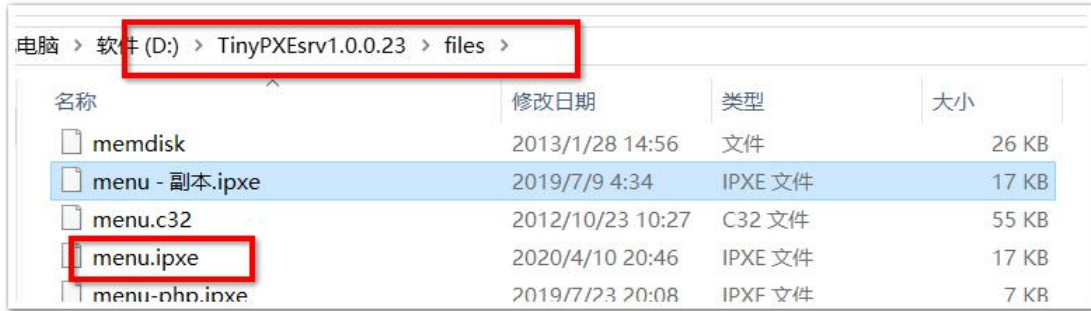 电脑 > 软件 (D:) > TinyPXEsrv1.0.0.23 > files >
名称 修改日期 类型 大小
memdisk 2013/1/28 14:56 文件 26 KB
menu - 副本.ipxe 2019/7/9 4:34 IPXE 文件 17 KB
menu.c32 2012/10/23 10:27 C32 文件 55 KB
menu.ipxe 2020/4/10 20:46 IPXE 文件 17 KB
menu-php.ipxe 2019/7/23 20:08 IPXE 文件 7 KB